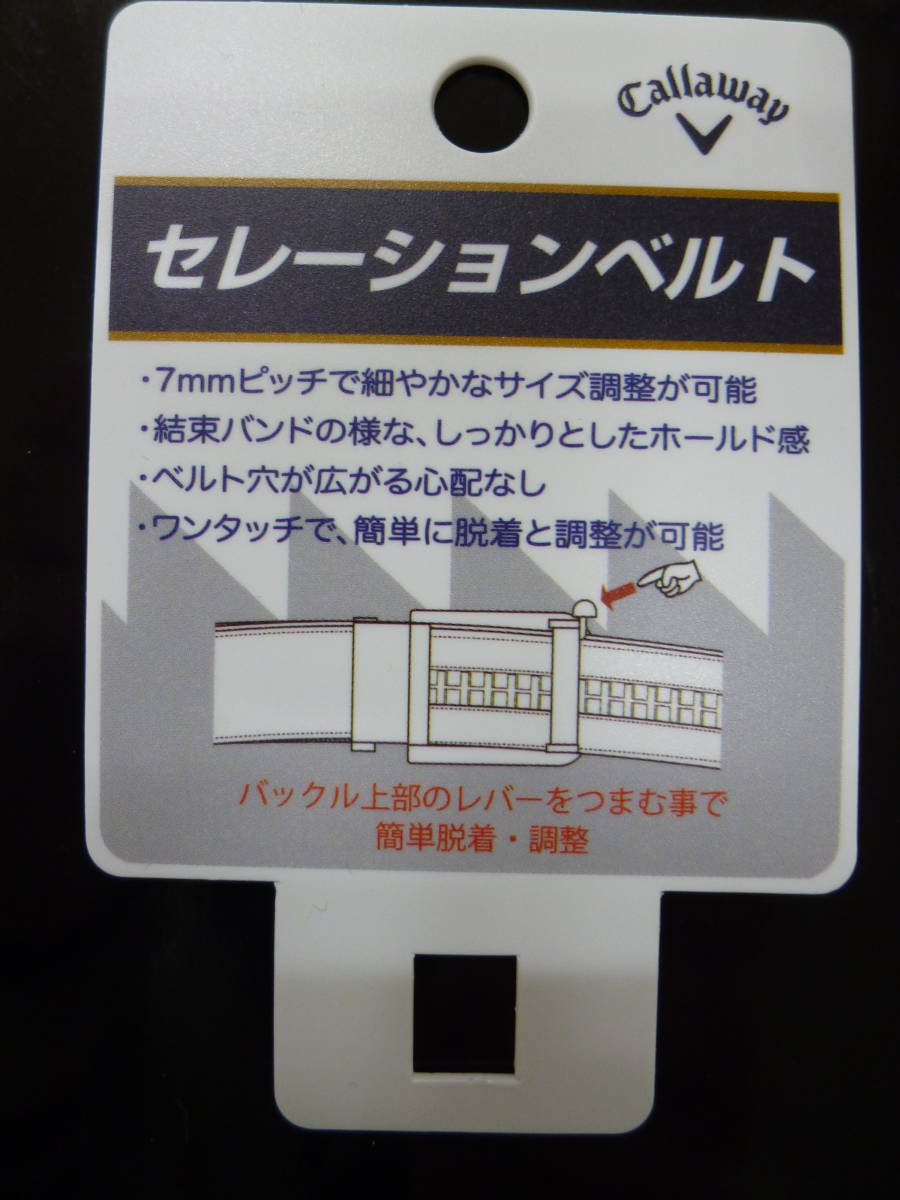 Callaway
セレーションベルト
・7mmピッチで細やかなサイズ調整が可能
・結束バンドの様な、しっかりとしたホールド感
・ベルト穴が広がる心配なし
・ワンタッチで、簡単に脱着と調整が可能
バックル上部のレバーをつまむ事で
簡単脱着・調整